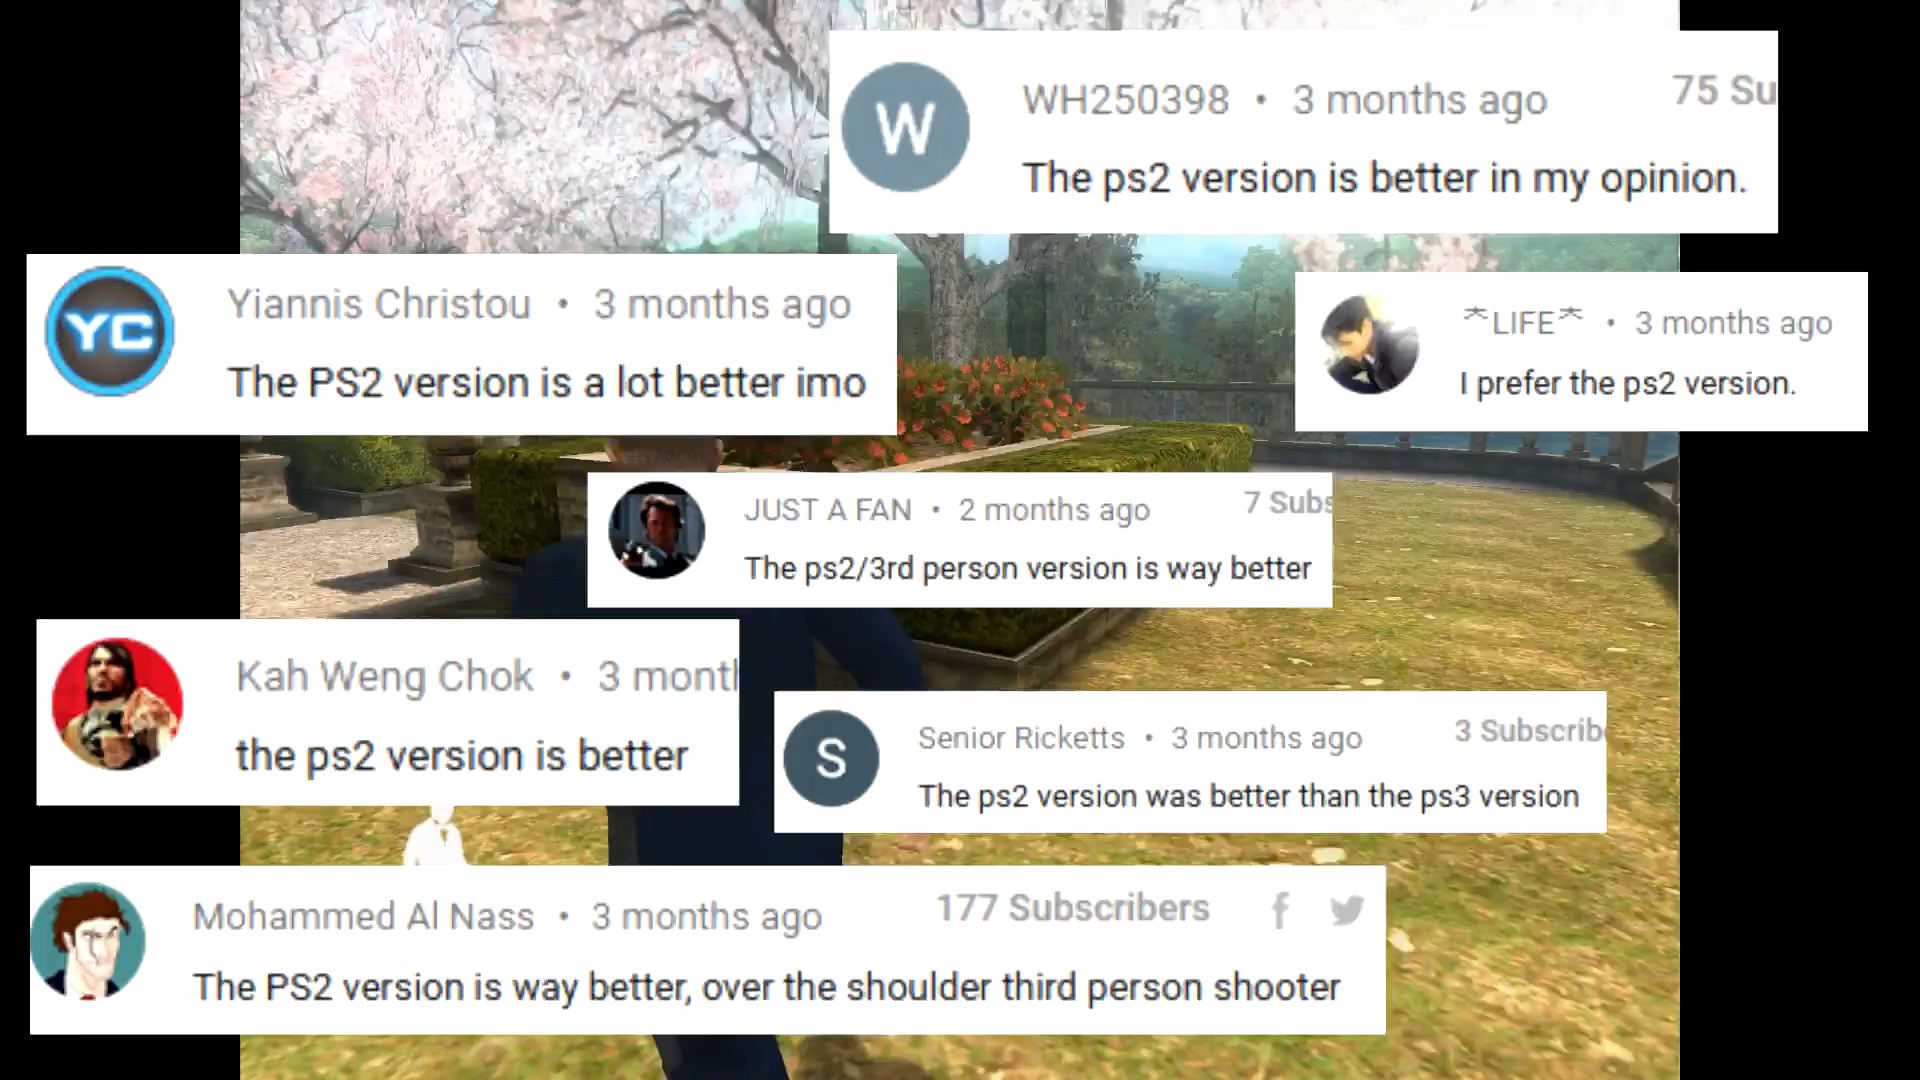 W
WH250398 • 3 months ago
75 Su
The ps2 version is better in my opinion.
YC
Yiannis Christou • 3 months ago
The PS2 version is a lot better imo
^LIFE^ • 3 months ago
I prefer the ps2 version.
JUST A FAN • 2 months ago
7 Subs
The ps2/3rd person version is way better
Kah Weng Chok • 3 month
the ps2 version is better
S
Senior Ricketts • 3 months ago
3 Subscrib
The ps2 version was better than the ps3 version
Mohammed Al Nass • 3 months ago
177 Subscribers
The PS2 version is way better, over the shoulder third person shooter